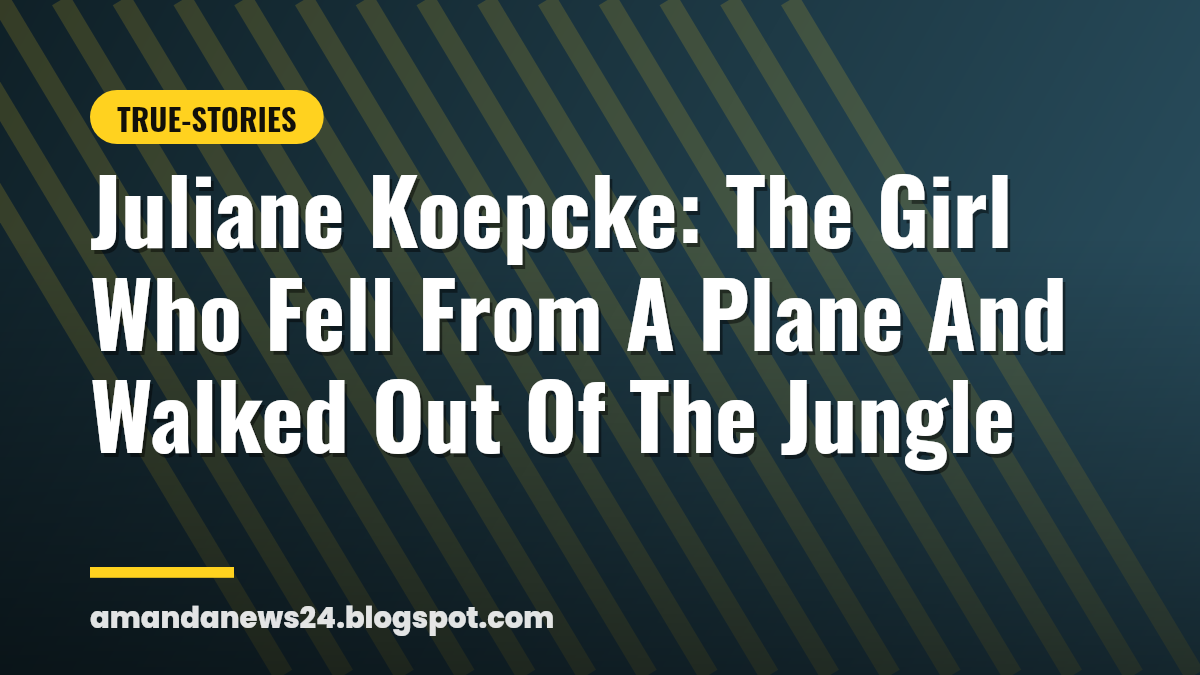 TRUE-STORIES
Juliane Koepcke: The Girl
Who Fell From A Plane And
Walked Out Of The Jungle
amandanews24.blogspot.com